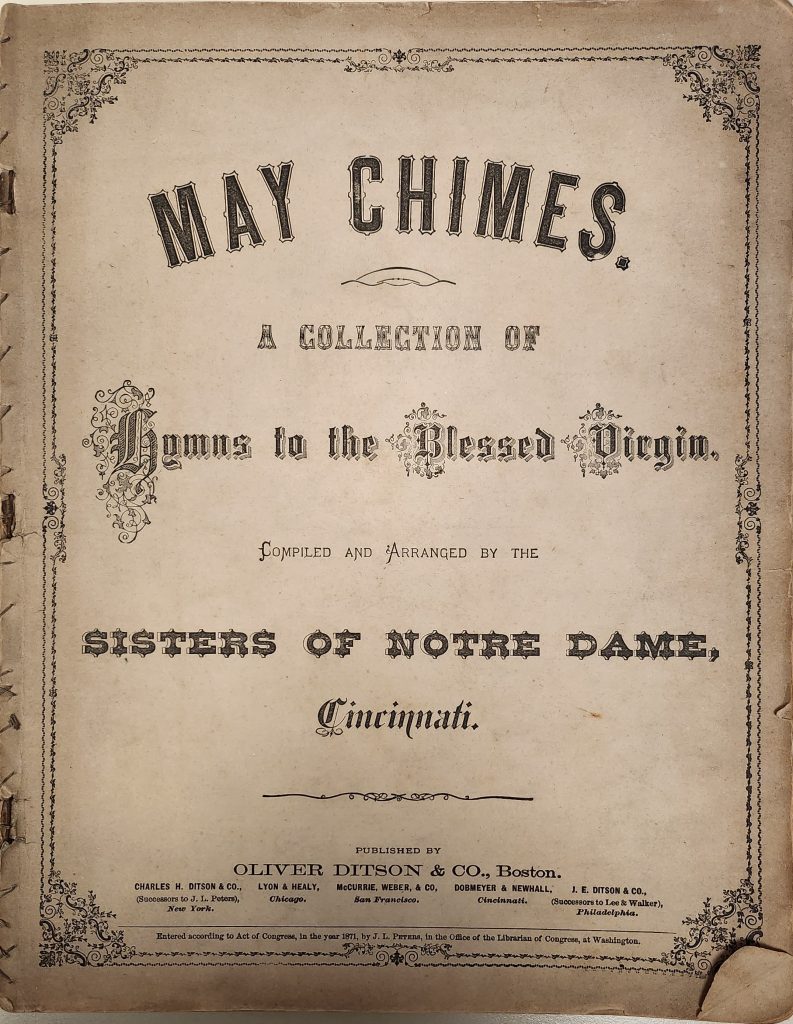 MAY CHIMES.
A COLLECTION OF
Hymns to the Blessed Virgin.
COMPILED AND ARRANGED BY THE
SISTERS OF NOTRE DAME,
Cincinnati.
PUBLISHED BY
OLIVER DITSON & CO., Boston.
CHARLES H. DITSON & CO., LYON & HEALY, McCURRIE, WEBER, & CO, DOBMEYER & NEWHALL, J. E. DITSON & CO.,
(Successors to J. L. Peters), Chicago. San Francisco. Cincinnati. (Successors to Lee & Walker),
New York. Philadelphia.
Entered according to Act of Congress, in the year 1871, by J. L. PETERS, in the Office of the Librarian of Congress, at Washington.